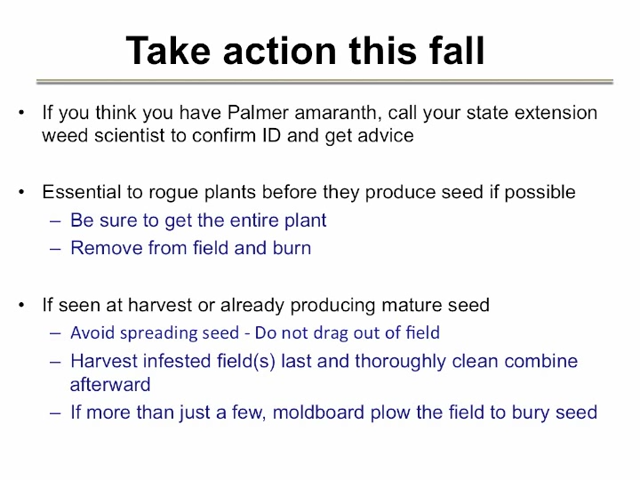 Take action this fall
• If you think you have Palmer amaranth, call your state extension
weed scientist to confirm ID and get advice
• Essential to rogue plants before they produce seed if possible
– Be sure to get the entire plant
– Remove from field and burn
• If seen at harvest or already producing mature seed
– Avoid spreading seed - Do not drag out of field
– Harvest infested field(s) last and thoroughly clean combine
afterward
– If more than just a few, moldboard plow the field to bury seed